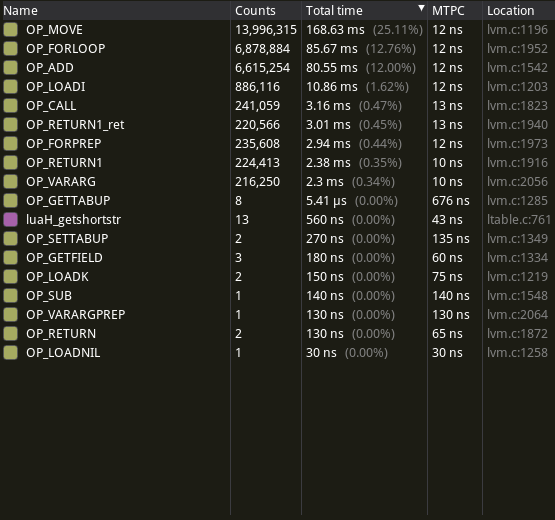 Name Counts Total time ▼ MTPC Location
OP_MOVE 13,996,315 168.63 ms (25.11%) 12 ns lvm.c:1196
OP_FORLOOP 6,878,884 85.67 ms (12.76%) 12 ns lvm.c:1952
OP_ADD 6,615,254 80.55 ms (12.00%) 12 ns lvm.c:1542
OP_LOADI 886,116 10.86 ms (1.62%) 12 ns lvm.c:1203
OP_CALL 241,059 3.16 ms (0.47%) 13 ns lvm.c:1823
OP_RETURN1_ret 220,566 3.01 ms (0.45%) 13 ns lvm.c:1940
OP_FORPREP 235,608 2.94 ms (0.44%) 12 ns lvm.c:1973
OP_RETURN1 224,413 2.38 ms (0.35%) 10 ns lvm.c:1916
OP_VARARG 216,250 2.3 ms (0.34%) 10 ns lvm.c:2056
OP_GETTABUP 8 5.41 µs (0.00%) 676 ns lvm.c:1285
luaH_getshortstr 13 560 ns (0.00%) 43 ns ltable.c:761
OP_SETTABUP 2 270 ns (0.00%) 135 ns lvm.c:1349
OP_GETFIELD 3 180 ns (0.00%) 60 ns lvm.c:1334
OP_LOADK 2 150 ns (0.00%) 75 ns lvm.c:1219
OP_SUB 1 140 ns (0.00%) 140 ns lvm.c:1548
OP_VARARGPREP 1 130 ns (0.00%) 130 ns lvm.c:2064
OP_RETURN 2 130 ns (0.00%) 65 ns lvm.c:1872
OP_LOADNIL 1 30 ns (0.00%) 30 ns lvm.c:1258